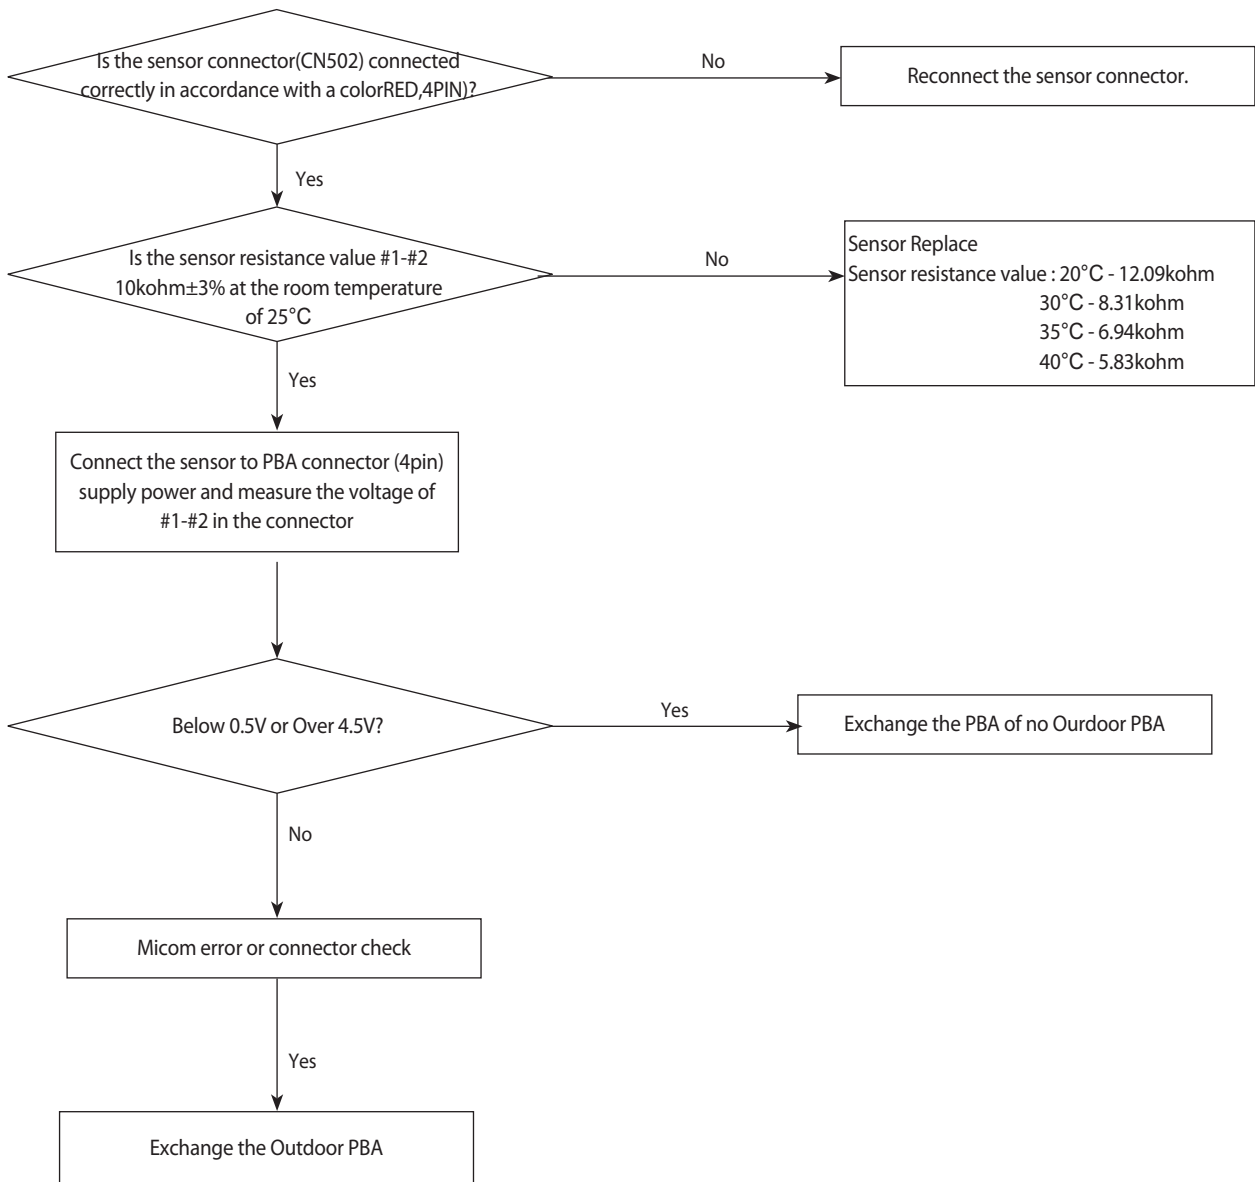 Is the sensor connector(CN502) connected
correctly in accordance with a colorRED,4PIN)?
No
Reconnect the sensor connector.
Yes
Is the sensor resistance value #1-#2
10kohm±3% at the room temperature
of 25°C
No
Sensor Replace
Sensor resistance value : 20°C - 12.09kohm
30°C - 8.31kohm
35°C - 6.94kohm
40°C - 5.83kohm
Yes
Connect the sensor to PBA connector (4pin)
supply power and measure the voltage of
#1-#2 in the connector
Below 0.5V or Over 4.5V?
Yes
Exchange the PBA of no Ourdoor PBA
No
Micom error or connector check
Yes
Exchange the Outdoor PBA